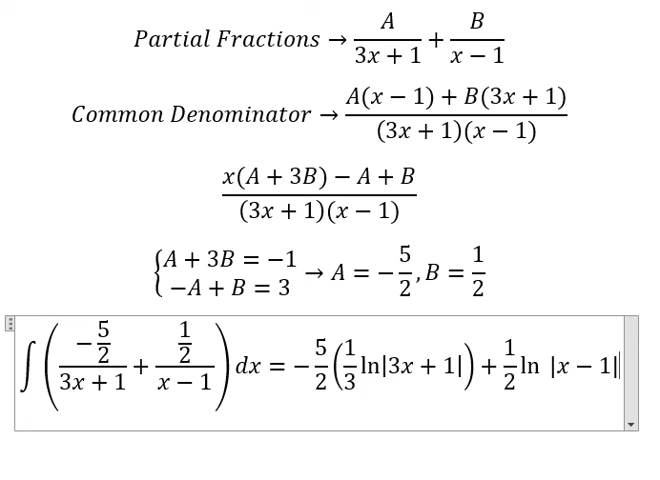 Partial Fractions → A/(3x + 1) + B/(x − 1)
Common Denominator → (A(x − 1) + B(3x + 1))/((3x + 1)(x − 1))
(x(A + 3B) − A + B)/((3x + 1)(x − 1))
{A + 3B = −1
−A + B = 3 → A = −5/2, B = 1/2
∫((−5/2)/(3x + 1) + (1/2)/(x − 1)) dx = −5/2(1/3 ln|3x + 1|) + 1/2 ln |x − 1|